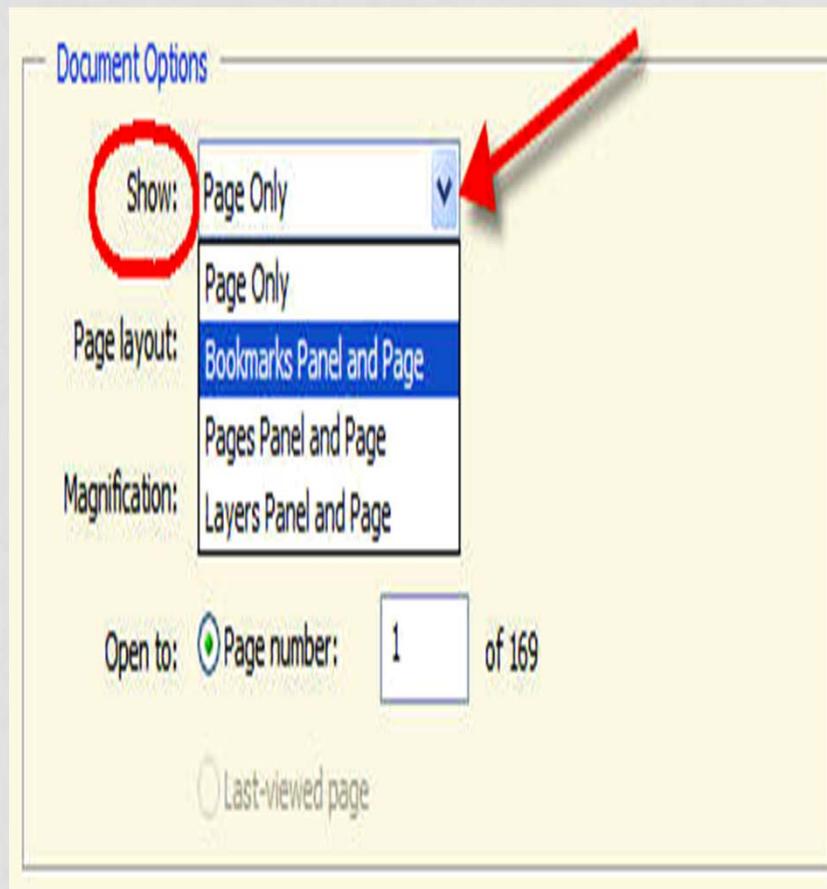 Document Options
Show: Page Only
Page Only
Page layout: Bookmarks Panel and Page
Pages Panel and Page
Magnification: Layers Panel and Page
Open to: Page number: 1 of 169
Last-viewed page